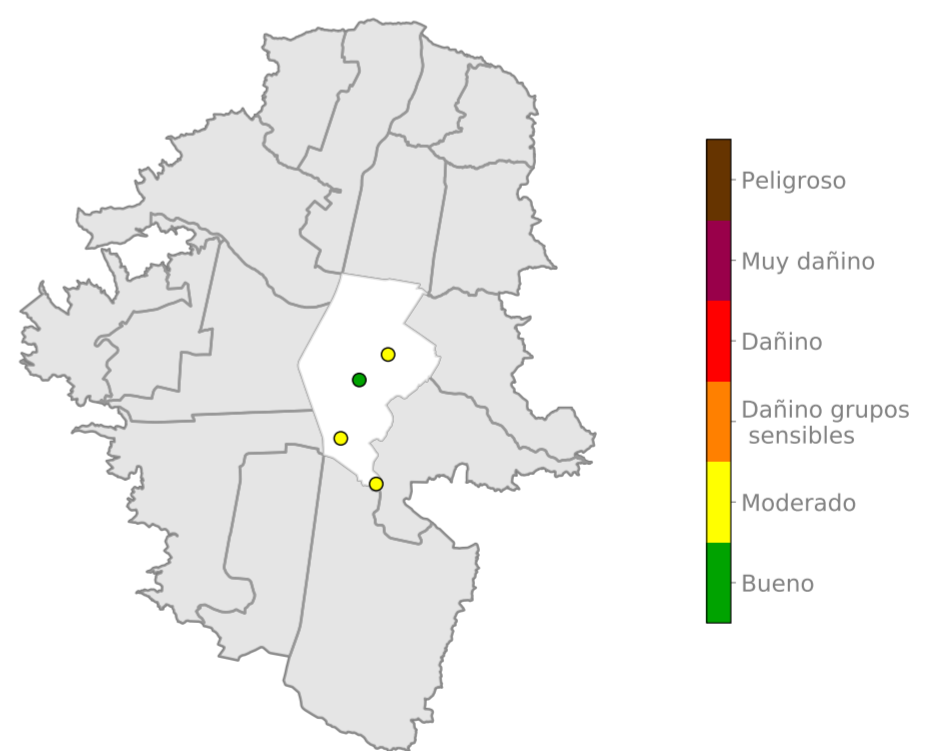 Peligroso
Muy dañino
Dañino
Dañino grupos
sensibles
Moderado
Bueno